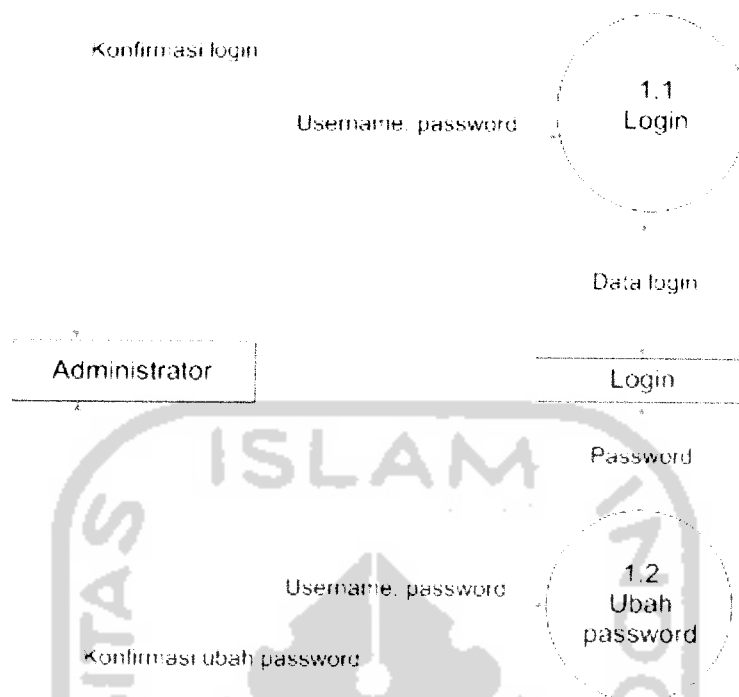 Konfirmasi login
1.1
Login
Username, password
Data login
Administrator
Login
ISLAM
Password
1.2
Ubah
password
Username, password
Konfirmasi ubah password